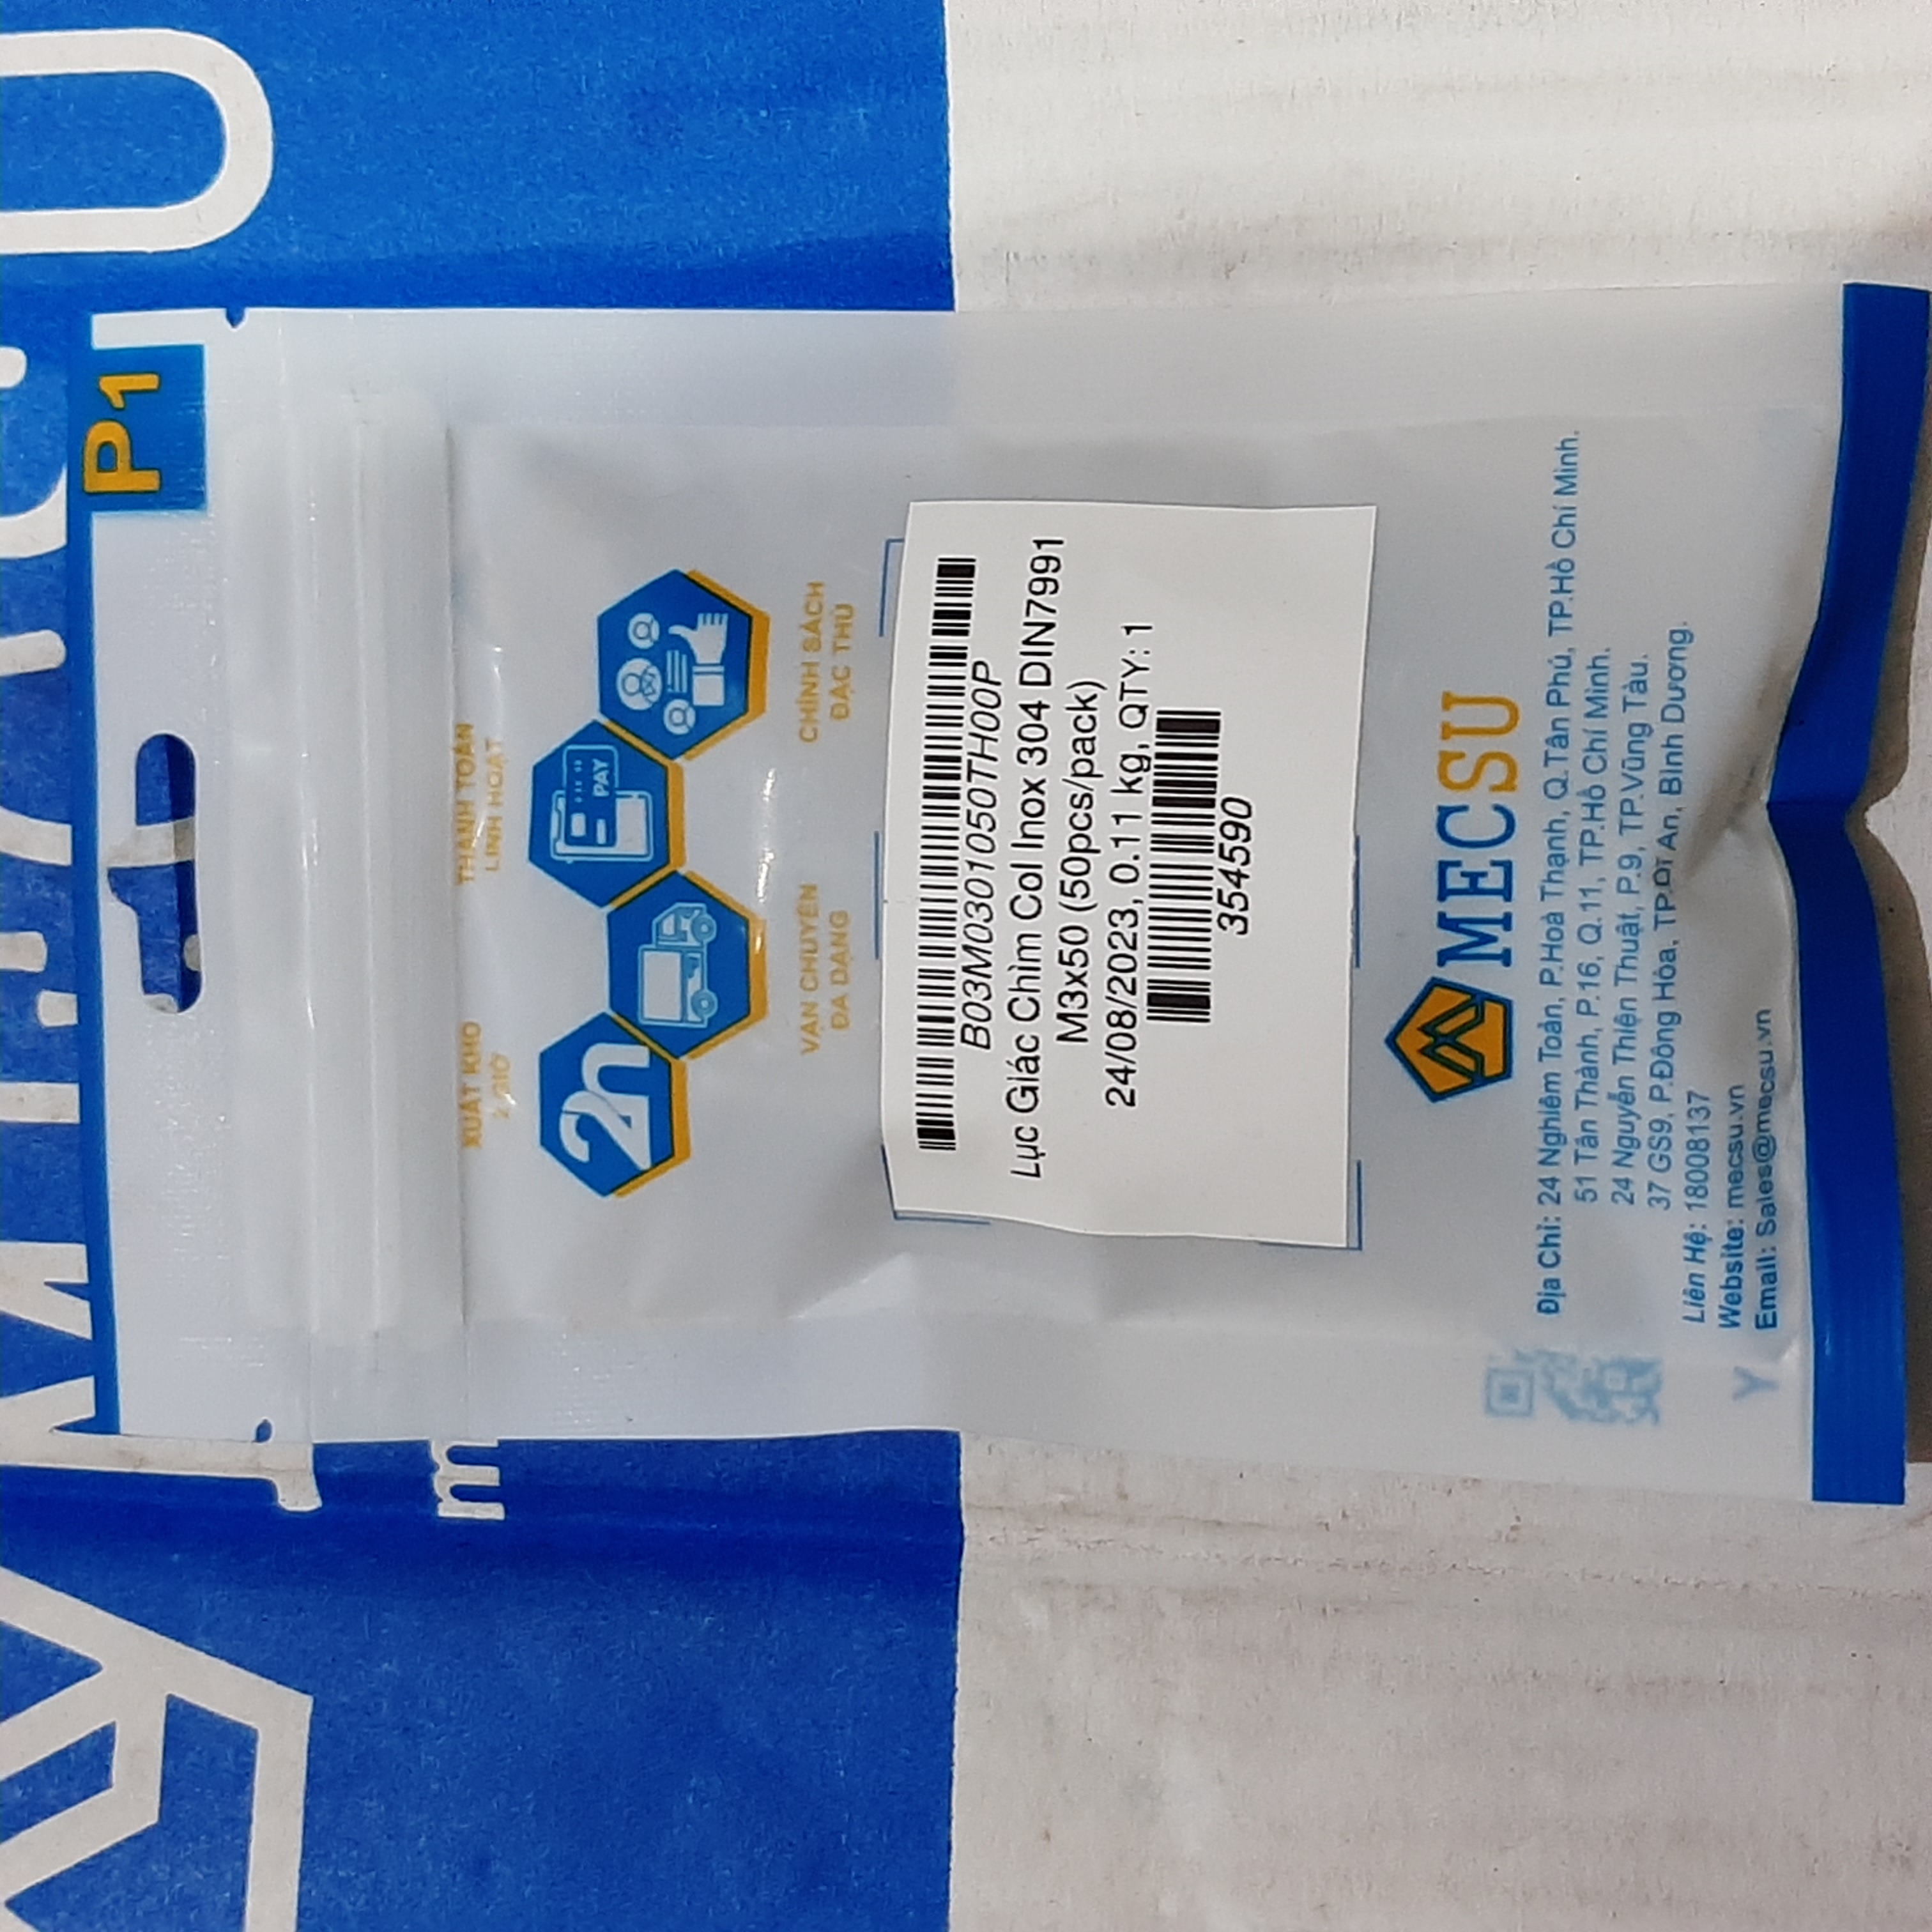 P1
XUẤT KHO
THANH TOÁN
LINH HOẠT
2h
PAY
VẬN CHUYỂN
ĐA DẠNG
CHÍNH SÁCH
ĐẶC THÙ
B03M0301050TH00P
Lục Giác Chìm Col Inox 304 DIN7991
M3x50 (50pcs/pack)
24/08/2023, 0.11 kg, QTY: 1
354590
MECSU
Địa Chỉ: 24 Nghiêm Toản, P.Hoà Thạnh, Q.Tân Phú, TP.Hồ Chí Minh.
51 Tân Thành, P.16, Q.11, TP.Hồ Chí Minh.
24 Nguyễn Thiện Thuật, P.9, TP.Vũng Tàu.
37 GS9, P.Đông Hòa, TP.Dĩ An, Bình Dương.
Liên Hệ: 18008137
Website: mecsu.vn
Email: Sales@mecsu.vn